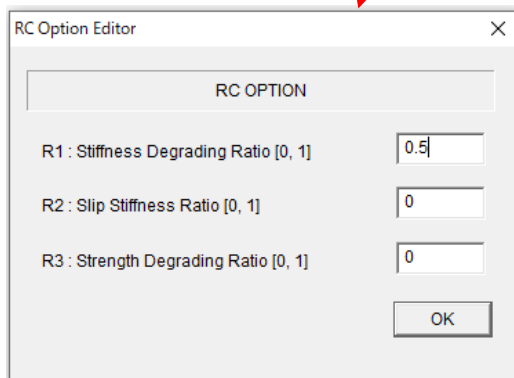 RC Option Editor
RC OPTION
R1 : Stiffness Degrading Ratio [0, 1] 0.5
R2 : Slip Stiffness Ratio [0, 1] 0
R3 : Strength Degrading Ratio [0, 1] 0
OK